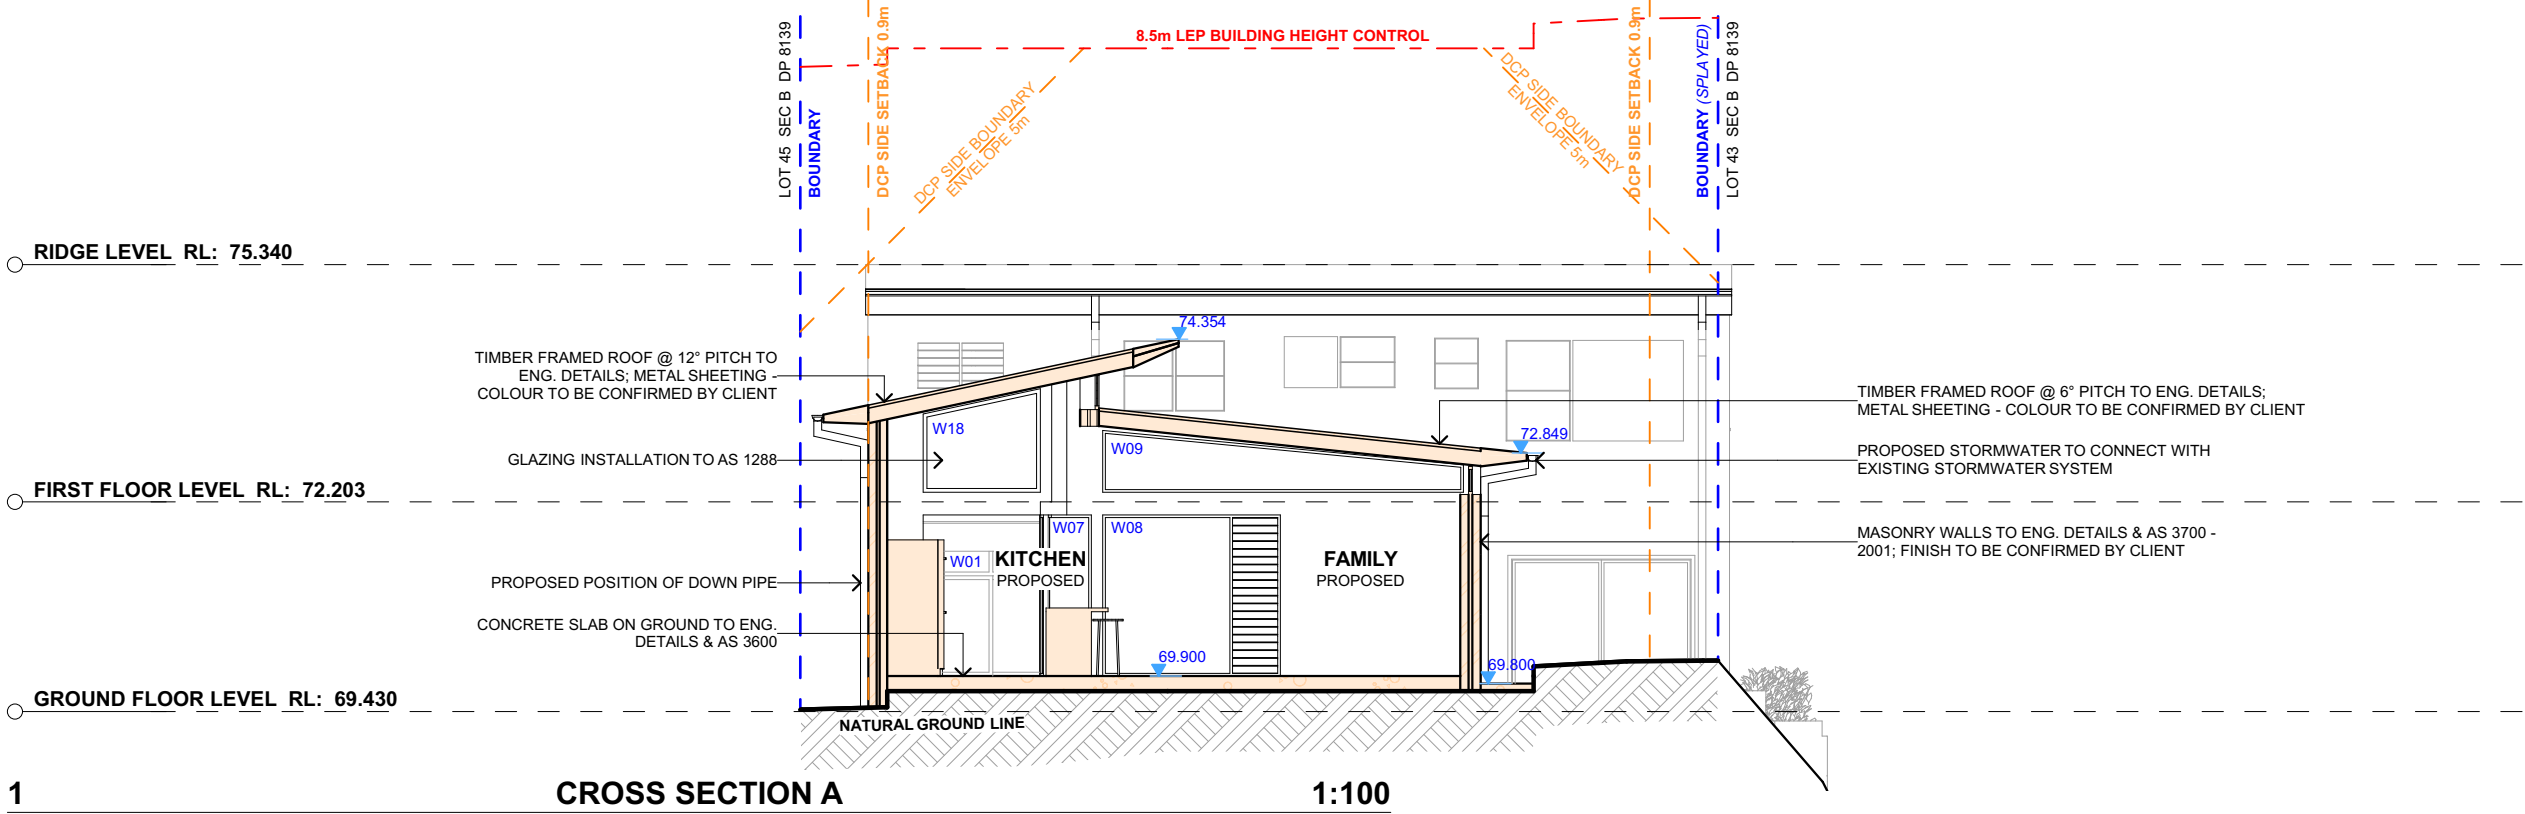 8.5m LEP BUILDING HEIGHT CONTROL
LOT 45  SEC B  DP 8139
BOUNDARY
DCP SIDE SETBACK 0.9m
DCP SIDE BOUNDARY
ENVELOPE 5m
DCP SIDE BOUNDARY
ENVELOPE 5m
DCP SIDE SETBACK 0.9m
BOUNDARY (SPLAYED)
LOT 43  SEC B  DP 8139
RIDGE LEVEL  RL:  75.340
74.354
TIMBER FRAMED ROOF @ 12° PITCH TO
ENG. DETAILS; METAL SHEETING -
COLOUR TO BE CONFIRMED BY CLIENT
TIMBER FRAMED ROOF @ 6° PITCH TO ENG. DETAILS;
METAL SHEETING - COLOUR TO BE CONFIRMED BY CLIENT
W18
W09
72.849
GLAZING INSTALLATION TO AS 1288
PROPOSED STORMWATER TO CONNECT WITH
EXISTING STORMWATER SYSTEM
FIRST FLOOR LEVEL  RL:  72.203
W07
W08
MASONRY WALLS TO ENG. DETAILS & AS 3700 -
2001; FINISH TO BE CONFIRMED BY CLIENT
W01
KITCHEN
PROPOSED
FAMILY
PROPOSED
PROPOSED POSITION OF DOWN PIPE
CONCRETE SLAB ON GROUND TO ENG.
DETAILS & AS 3600
69.900
69.800
GROUND FLOOR LEVEL  RL:  69.430
NATURAL GROUND LINE
1
CROSS SECTION A
1:100